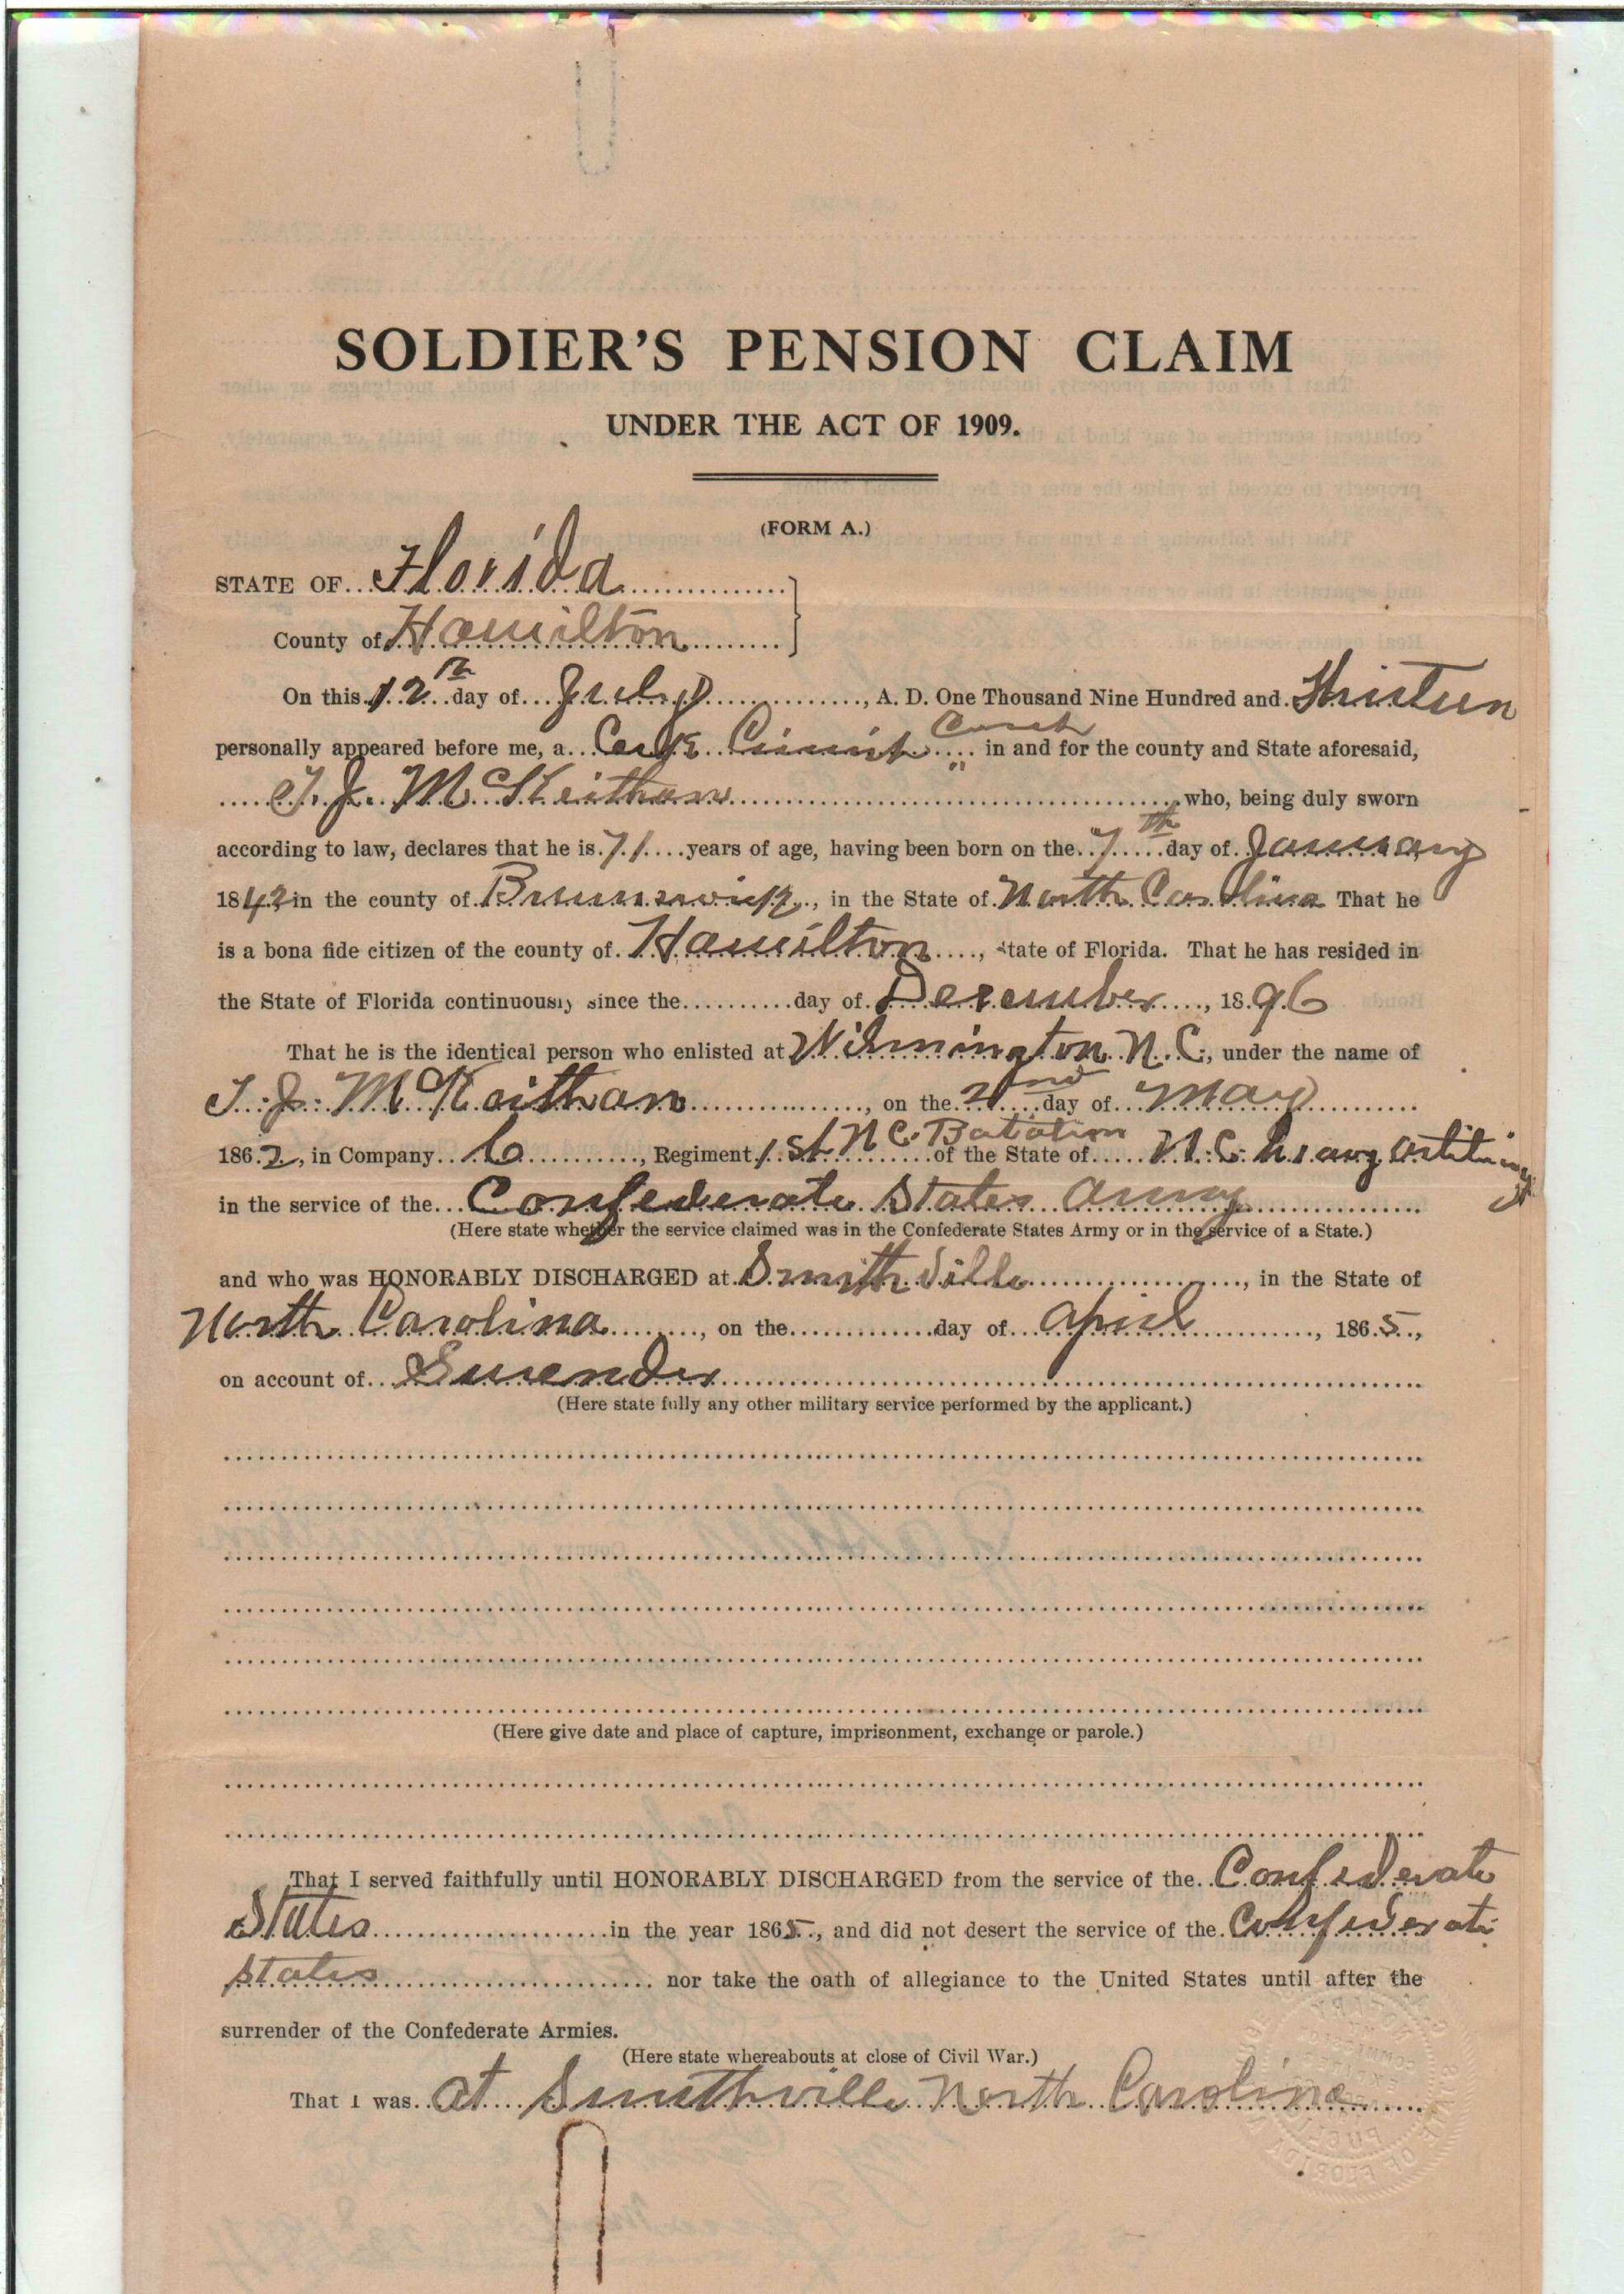 SOLDIER'S PENSION CLAIM
UNDER THE ACT OF 1909.
(FORM A.)
STATE OF Florida
County of Hamilton
On this 12th day of July, A. D. One Thousand Nine Hundred and Thirteen
personally appeared before me, a Clerk Circuit Court in and for the county and State aforesaid,
T. J. McKeithan who, being duly sworn
according to law, declares that he is 71 years of age, having been born on the 7th day of January
1842 in the county of Brunswick, in the State of North Carolina That he
is a bona fide citizen of the county of Hamilton, State of Florida. That he has resided in
the State of Florida continuously since the day of December, 1896
That he is the identical person who enlisted at Wilmington N. C., under the name of
T. J. McKeithan, on the 2nd day of May
1862, in Company C, Regiment 1st N C. Batalion of the State of N. C. heavy
in the service of the Confederate States Army
(Here state whether the service claimed was in the Confederate States Army or in the service of a State.)
and who was HONORABLY DISCHARGED at Smithville, in the State of
North Carolina, on the day of April, 1865,
on account of Surender
(Here state fully any other military service performed by the applicant.)
(Here give date and place of capture, imprisonment, exchange or parole.)
That I served faithfully until HONORABLY DISCHARGED from the service of the Confederate
States in the year 1865, and did not desert the service of the Confederate
States nor take the oath of allegiance to the United States until after the
surrender of the Confederate Armies.
(Here state whereabouts at close of Civil War.)
That I was at Smithville North Carolina